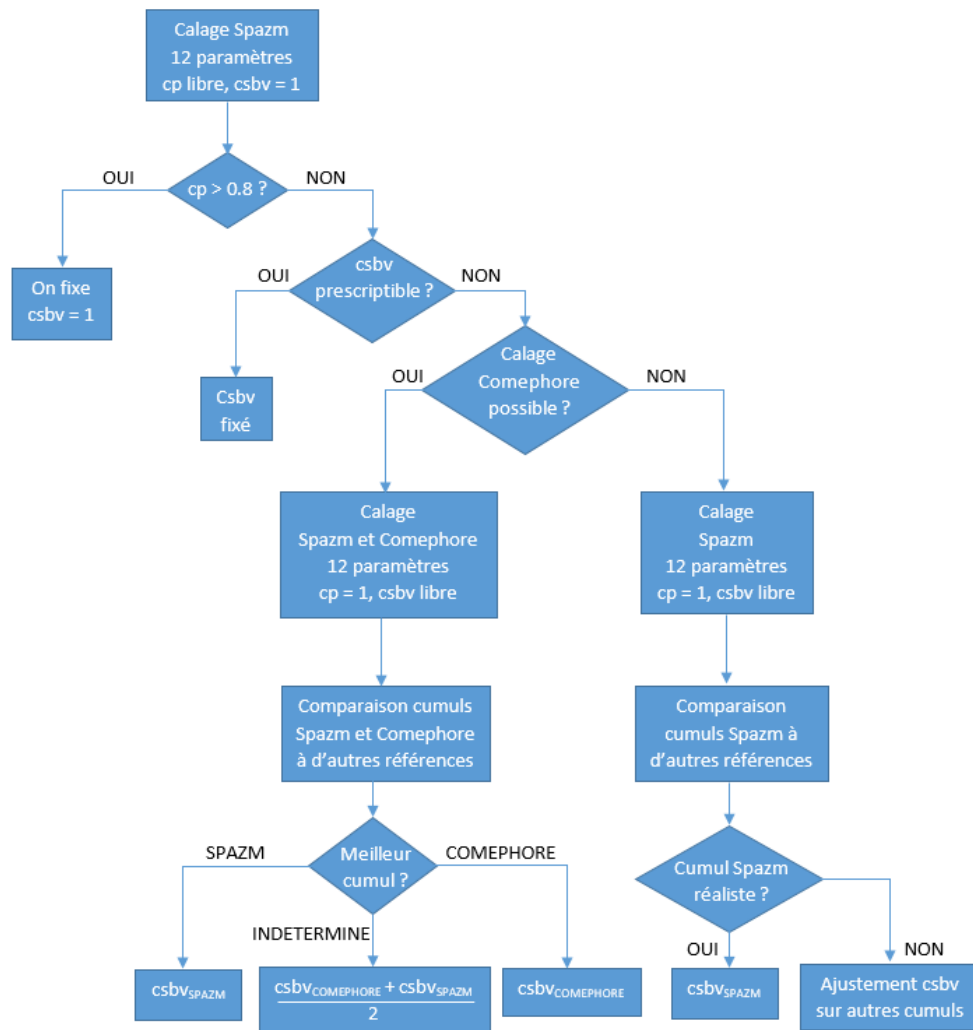 Calage Spazm
12 paramètres
cp libre, csbv = 1
OUI
cp > 0.8 ?
NON
On fixe
csbv = 1
OUI
csbv
prescriptible ?
NON
Csbv
fixé
OUI
Calage
Comephore
possible ?
NON
Calage
Spazm et Comephore
12 paramètres
cp = 1, csbv libre
Calage
Spazm
12 paramètres
cp = 1, csbv libre
Comparaison cumuls
Spazm et Comephore
à d'autres références
Comparaison
cumuls Spazm à
d'autres références
SPAZM
Meilleur
cumul ?
COMEPHORE
INDETERMINE
Cumul Spazm
réaliste ?
OUI
NON
csbvSPAZM
csbvCOMEPHORE + csbvSPAZM
2
csbvCOMEPHORE
csbvSPAZM
Ajustement csbv
sur autres cumuls